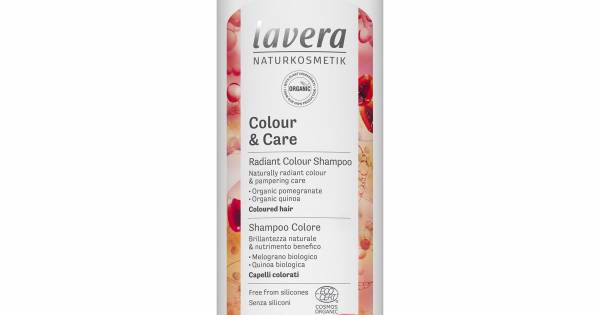 lavera
NATURKOSMETIK
ORGANIC
Colour
& Care
Radiant Colour Shampoo
Naturally radiant colour
& pampering care
• Organic pomegranate
• Organic quinoa
Coloured hair
Shampoo Colore
Brillantezza naturale
& nutrimento benefico
• Melograno biologico
• Quinoa biologica
Capelli colorati
Free from silicones
Senza siliconi
ECO
CERT
COSMOS
ORGANIC